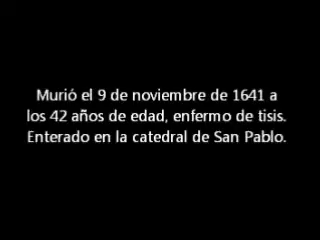 Murió el 9 de noviembre de 1641 a
los 42 años de edad, enfermo de tisis.
Enterado en la catedral de San Pablo.